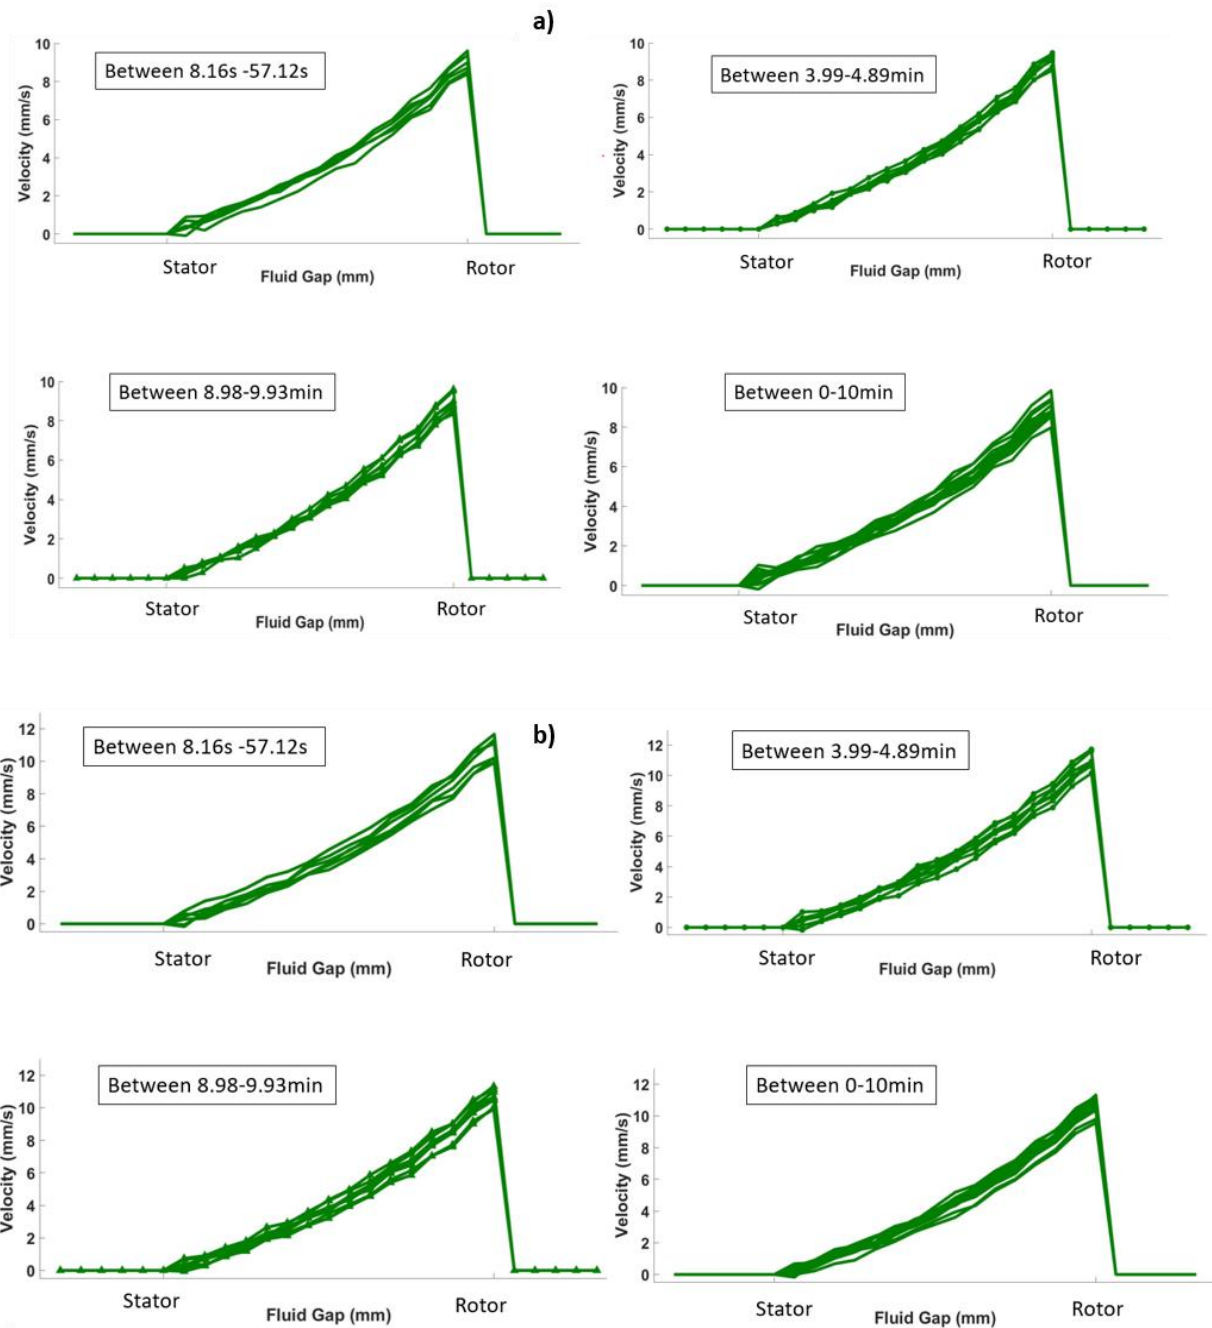 a)
Between 8.16s -57.12s
10
8
6
4
2
0
Velocity (mm/s)
Stator
Rotor
Fluid Gap (mm)
Between 3.99-4.89min
10
8
6
4
2
0
Velocity (mm/s)
Stator
Rotor
Fluid Gap (mm)
Between 8.98-9.93min
10
8
6
4
2
0
Velocity (mm/s)
Stator
Rotor
Fluid Gap (mm)
Between 0-10min
10
8
6
4
2
0
Velocity (mm/s)
Stator
Rotor
Fluid Gap (mm)
b)
Between 8.16s -57.12s
12
10
8
6
4
2
0
Velocity (mm/s)
Stator
Rotor
Fluid Gap (mm)
Between 3.99-4.89min
12
10
8
6
4
2
0
Velocity (mm/s)
Stator
Rotor
Fluid Gap (mm)
Between 8.98-9.93min
12
10
8
6
4
2
0
Velocity (mm/s)
Stator
Rotor
Fluid Gap (mm)
Between 0-10min
12
10
8
6
4
2
0
Velocity (mm/s)
Stator
Rotor
Fluid Gap (mm)